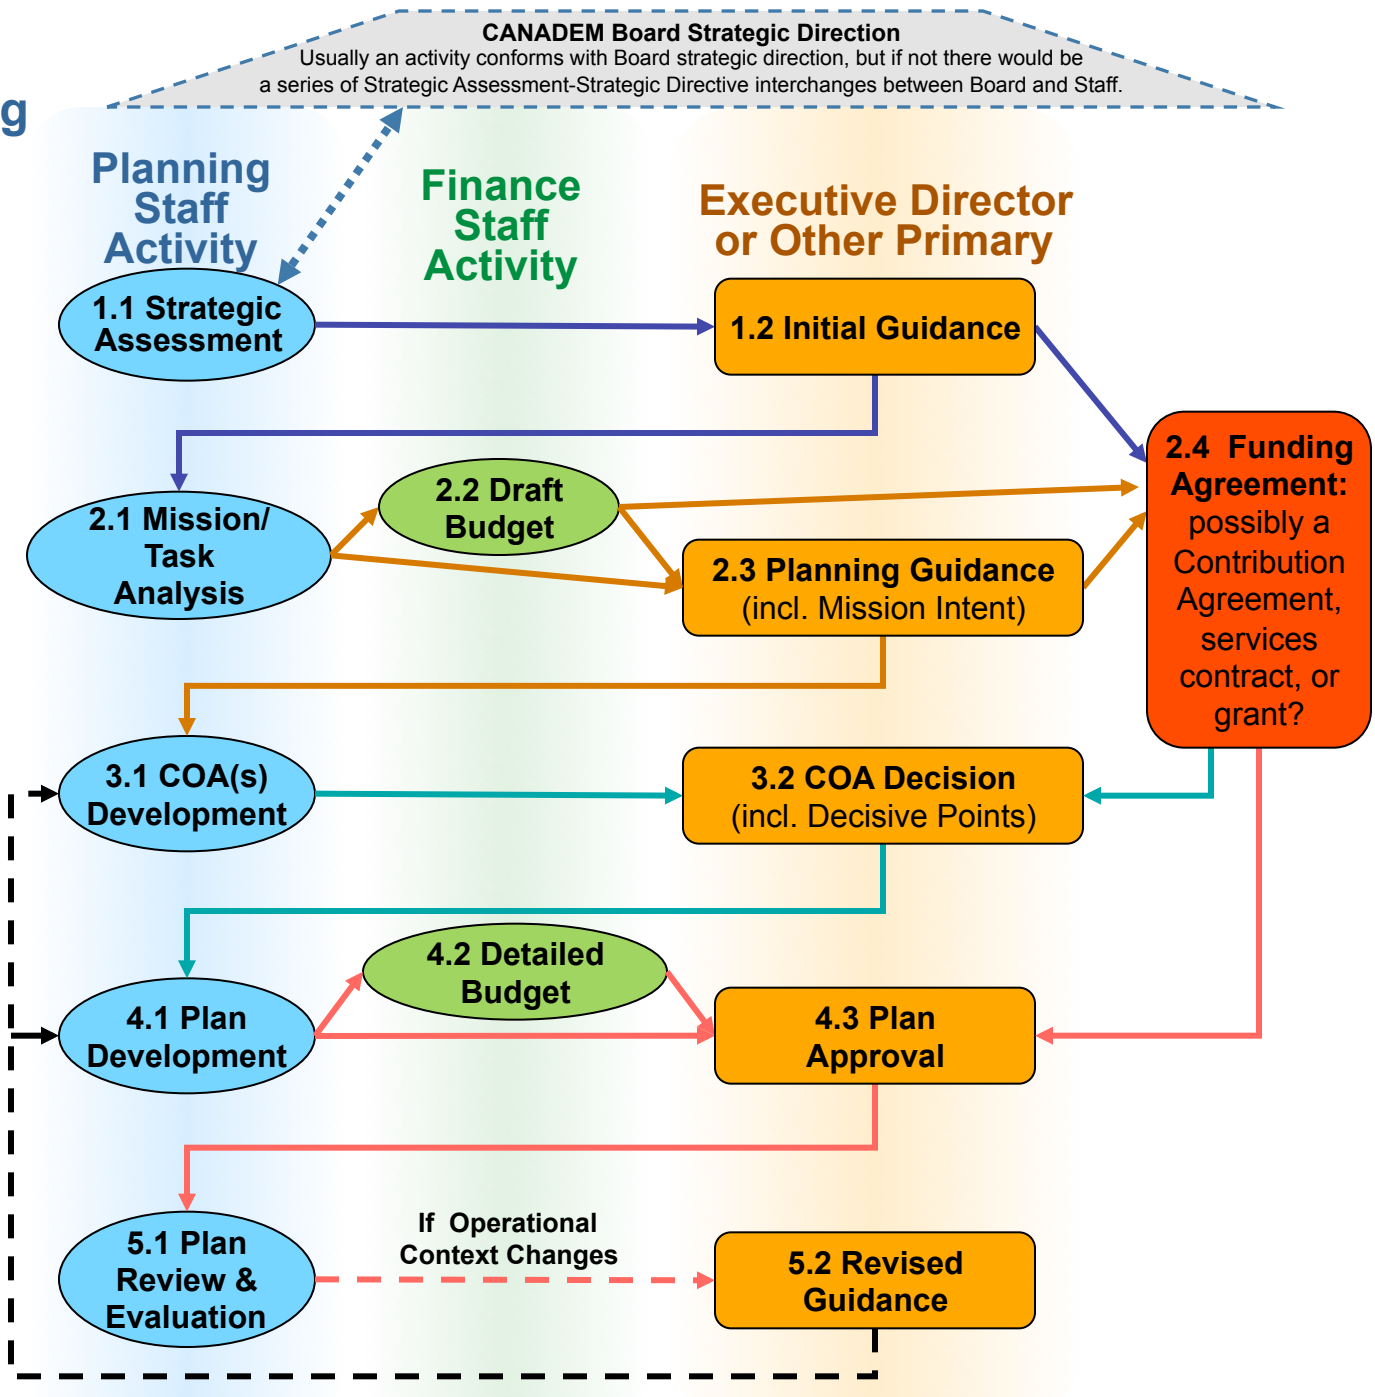 CANADEM Board Strategic Direction
Usually an activity conforms with Board strategic direction, but if not there would be
a series of Strategic Assessment-Strategic Directive interchanges between Board and Staff.
g
Planning
Staff
Activity
Finance
Staff
Activity
Executive Director
or Other Primary
1.1 Strategic
Assessment
1.2 Initial Guidance
2.1 Mission/
Task
Analysis
2.2 Draft
Budget
2.3 Planning Guidance
(incl. Mission Intent)
2.4 Funding
Agreement:
possibly a
Contribution
Agreement,
services
contract, or
grant?
3.1 COA(s)
Development
3.2 COA Decision
(incl. Decisive Points)
4.1 Plan
Development
4.2 Detailed
Budget
4.3 Plan
Approval
5.1 Plan
Review &
Evaluation
If Operational
Context Changes
5.2 Revised
Guidance